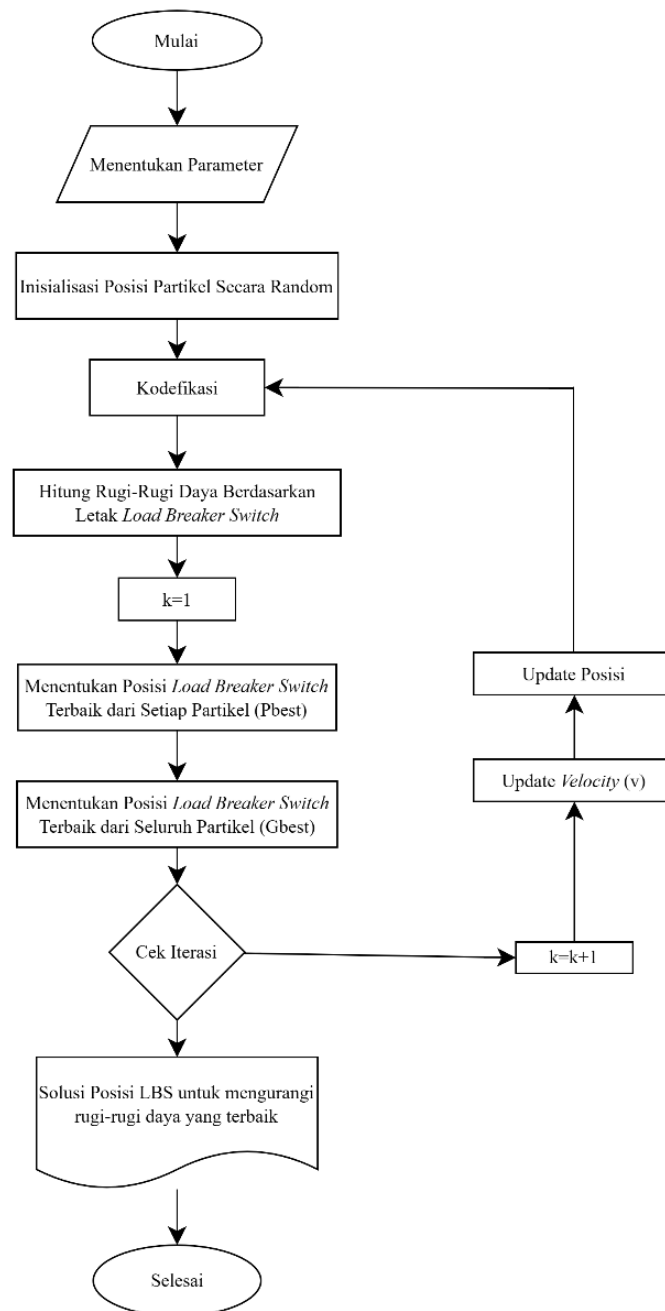 Mulai
Menentukan Parameter
Inisialisasi Posisi Partikel Secara Random
Kodefikasi
Hitung Rugi-Rugi Daya Berdasarkan
Letak Load Breaker Switch
k=1
Menentukan Posisi Load Breaker Switch
Terbaik dari Setiap Partikel (Pbest)
Menentukan Posisi Load Breaker Switch
Terbaik dari Seluruh Partikel (Gbest)
Cek Iterasi
k=k+1
Update Velocity (v)
Update Posisi
Solusi Posisi LBS untuk mengurangi
rugi-rugi daya yang terbaik
Selesai